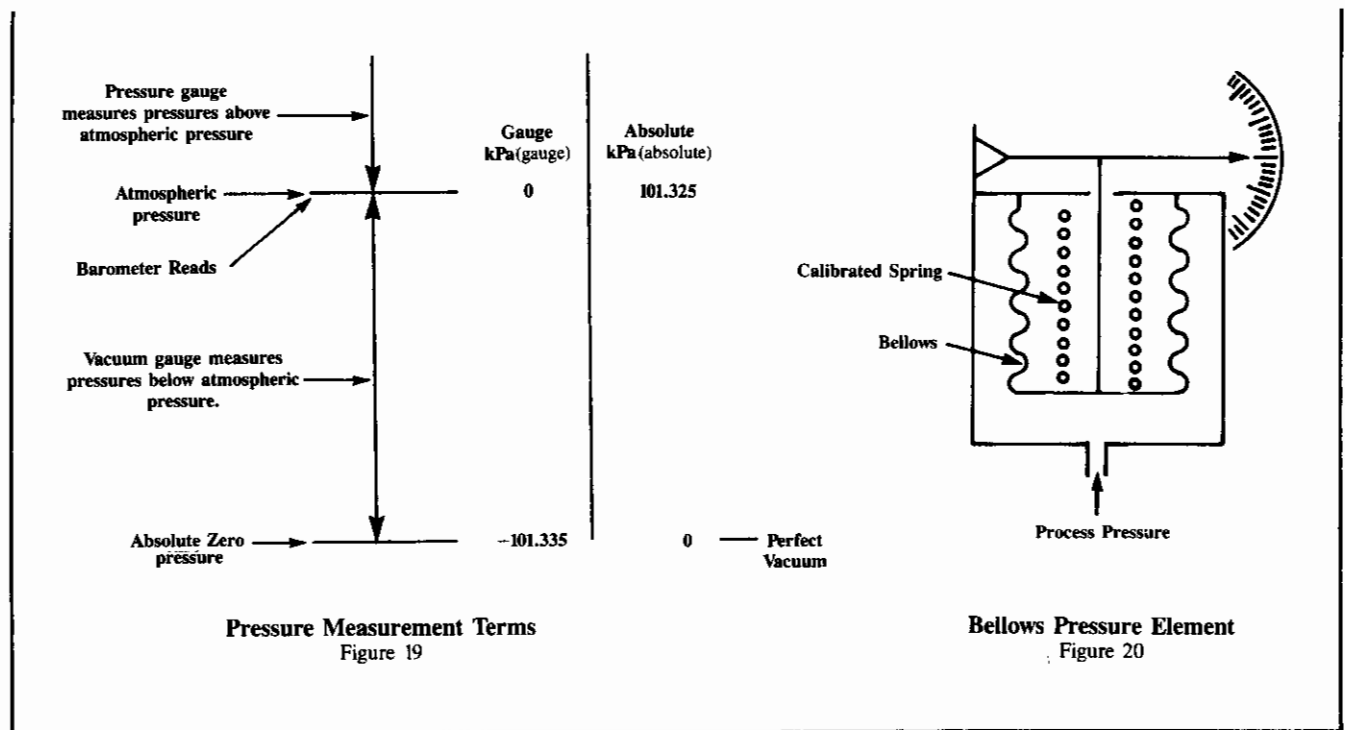 Pressure gauge
measures pressures above
atmospheric pressure
Gauge
kPa(gauge)
Absolute
kPa(absolute)
Atmospheric
pressure
0
101.325
Barometer Reads
Vacuum gauge measures
pressures below atmospheric
pressure.
Absolute Zero
pressure
-101.335
0
Perfect
Vacuum
Pressure Measurement Terms
Figure 19
Calibrated Spring
Bellows
Process Pressure
Bellows Pressure Element
Figure 20